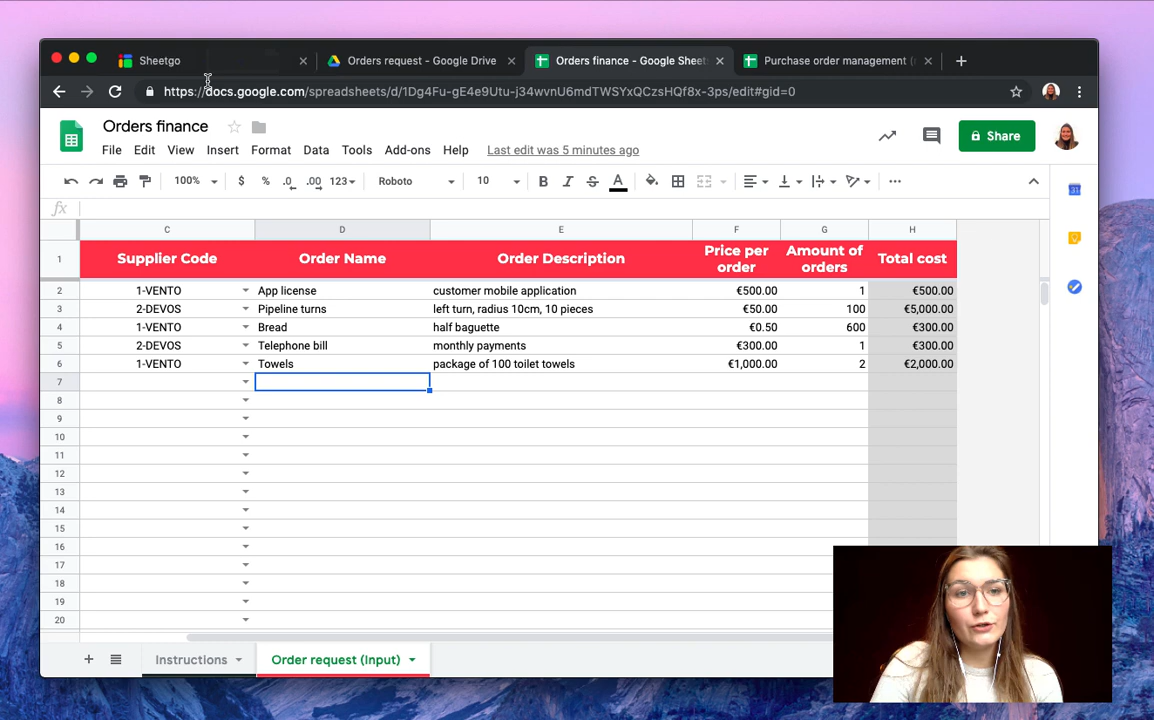 Sheetgo
Orders request - Google Drive
Orders finance - Google Sheets
Purchase order management (
https://docs.google.com/spreadsheets/d/1Dg4Fu-gE4e9Utu-j34wvnU6mdTWSYxQCzsHQf8x-3ps/edit#gid=0
Orders finance
Share
File Edit View Insert Format Data Tools Add-ons Help Last edit was 5 minutes ago
100% $ % .0 .00 123 Roboto 10 B I S A
fx
C D E F G H
1 Supplier Code Order Name Order Description Price per order Amount of orders Total cost
2 1-VENTO App license customer mobile application €500.00 1 €500.00
3 2-DEVOS Pipeline turns left turn, radius 10cm, 10 pieces €50.00 100 €5,000.00
4 1-VENTO Bread half baguette €0.50 600 €300.00
5 2-DEVOS Telephone bill monthly payments €300.00 1 €300.00
6 1-VENTO Towels package of 100 toilet towels €1,000.00 2 €2,000.00
7
8
9
10
11
12
13
14
15
16
17
18
19
20
Instructions Order request (Input)